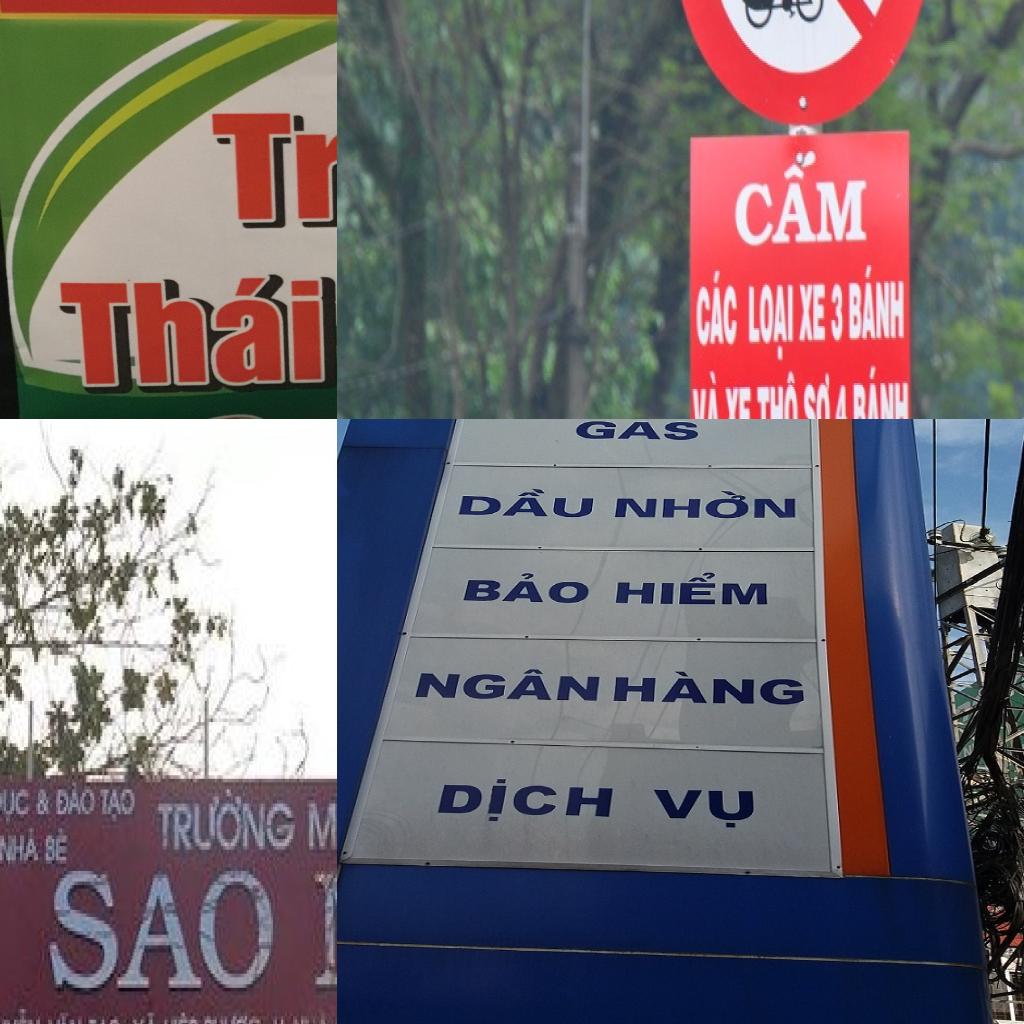 Thái
CẤM
CÁC LOẠI XE 3 BÁNH
VÀ XE THÔ SƠ 4 BÁNH
GAS
DẦU NHỜN
BẢO HIỂM
NGÂN HÀNG
DỊCH VỤ
& ĐÀO TẠO
NHÀ BÈ
TRƯỜNG
SAO